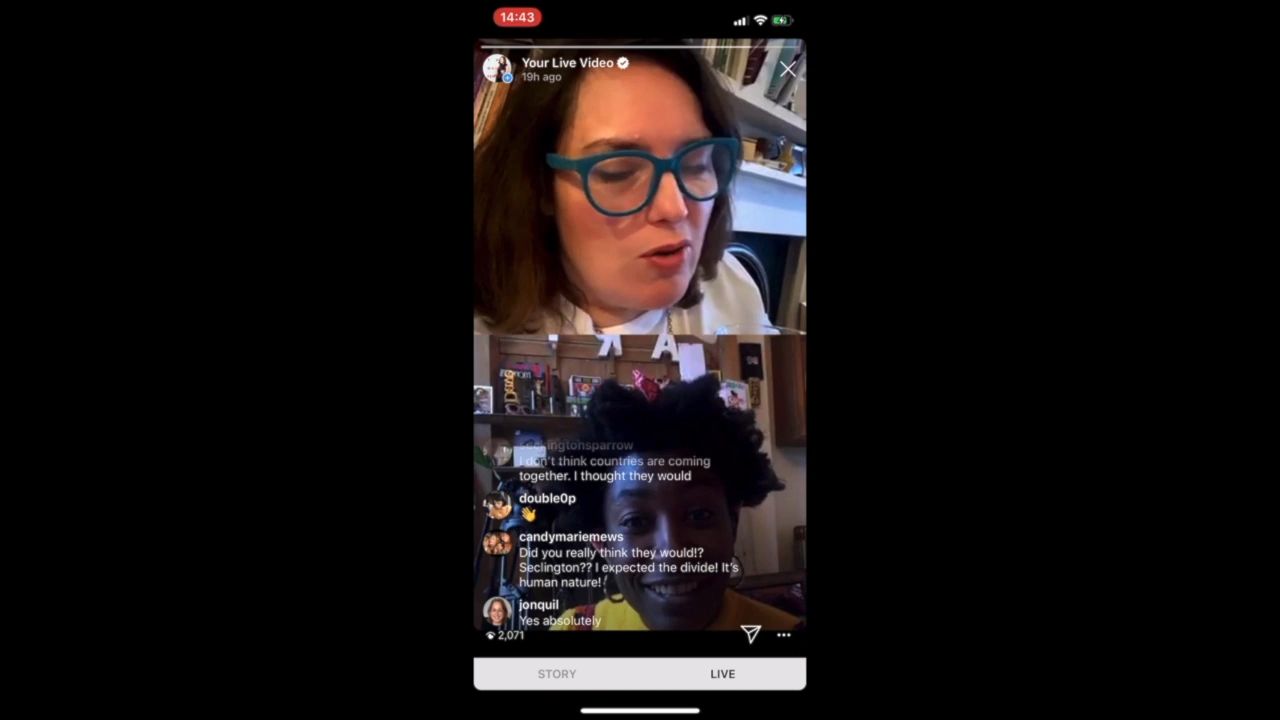 14:43
Your Live Video
19h ago
A
seckingtonsparrow
I don't think countries are coming
together. I thought they would
double0p
👋
candymariemews
Did you really think they would!?
Seclington?? I expected the divide! It's
human nature!
jonquil
Yes absolutely
2,071
STORY
LIVE